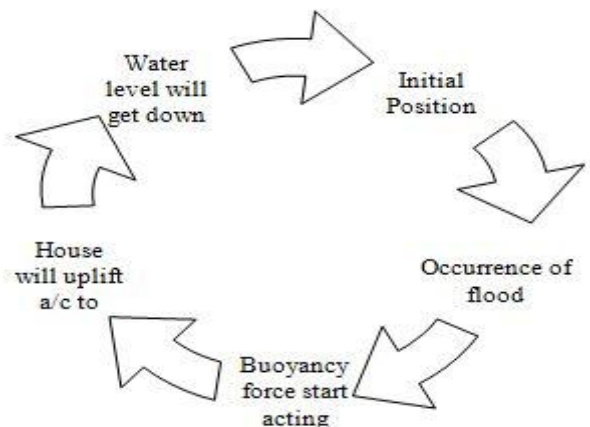 Water
level will
get down
Initial
Position
Occurrence of
flood
Buoyancy
force start
acting
House
will uplift
a/c to